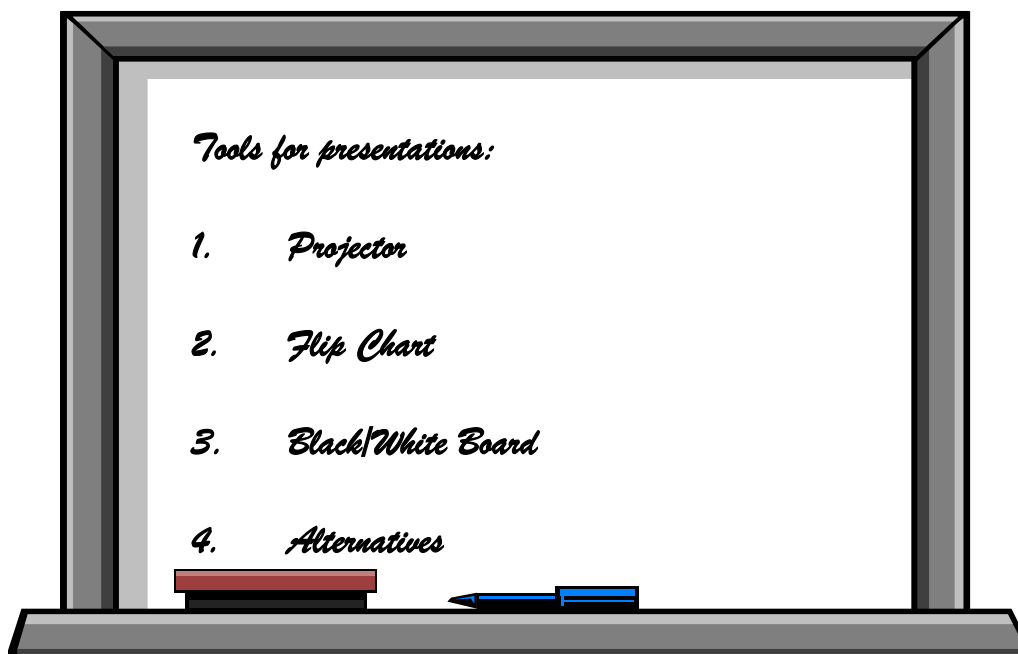 Tools for presentations:
1. Projector
2. Flip Chart
3. Black/White Board
4. Alternatives